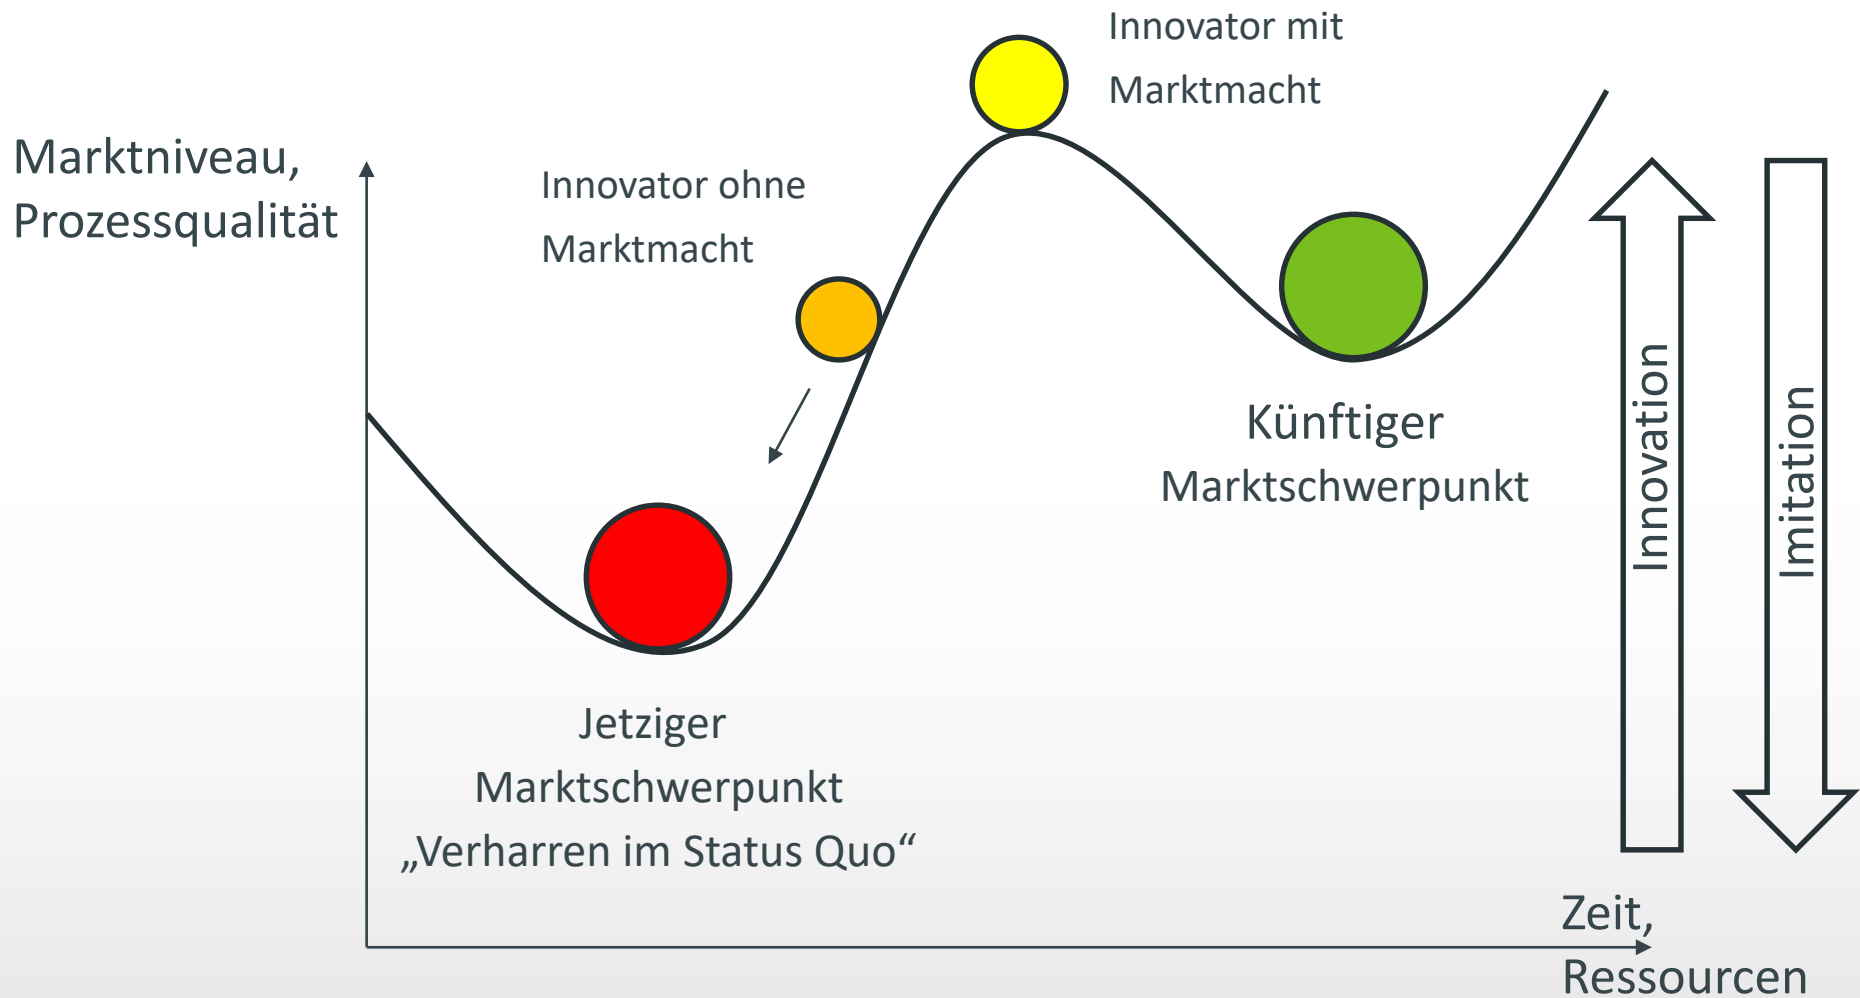 Innovator mit
Marktmacht
Marktniveau,
Prozessqualität
Innovator ohne
Marktmacht
Künftiger
Marktschwerpunkt
Innovation
Imitation
Jetziger
Marktschwerpunkt
„Verharren im Status Quo“
Zeit,
Ressourcen